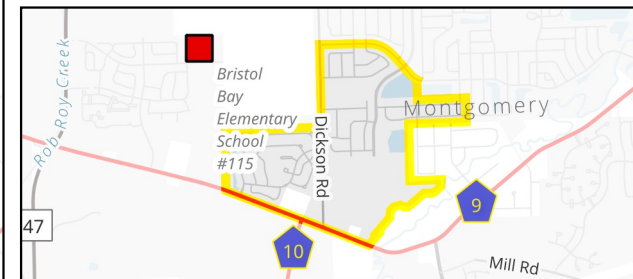 Rob Roy Creek
Bristol
Bay
Elementary
School
#115
Dickson Rd
Montgomery
47
9
10
Mill Rd